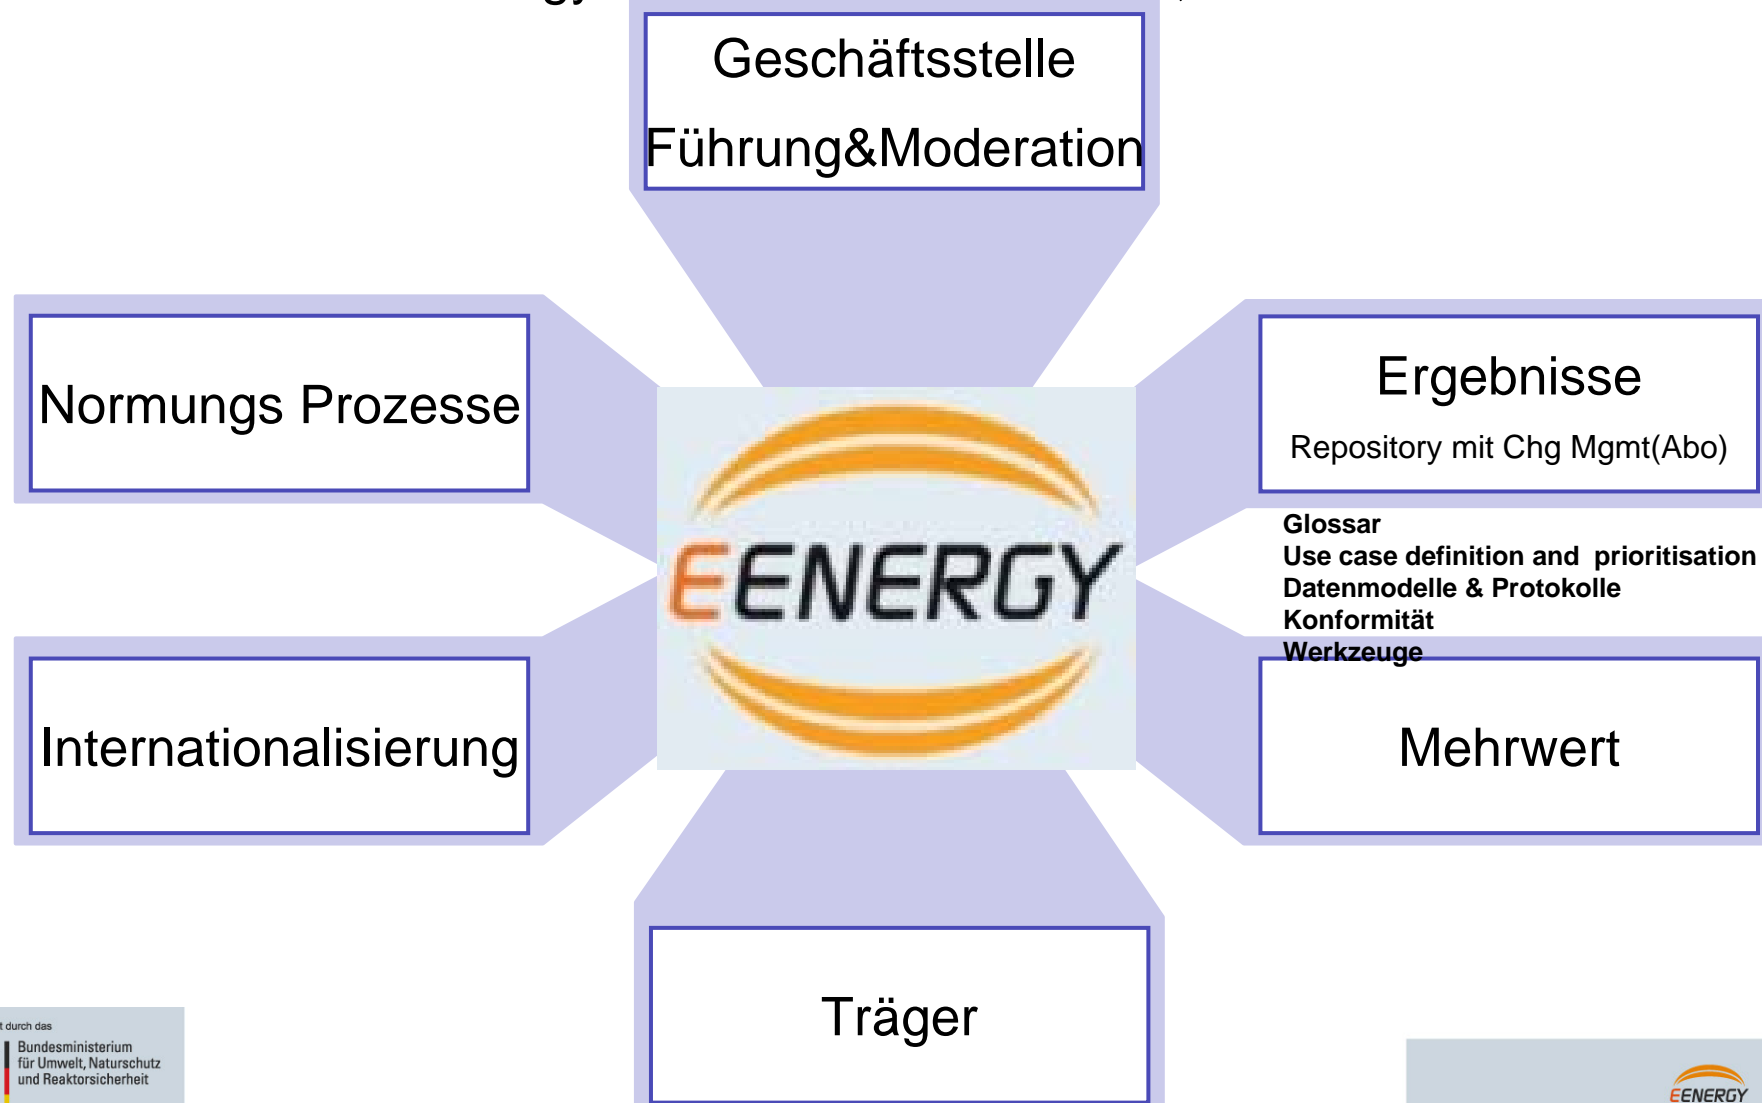 Geschäftsstelle
Führung&Moderation
Normungs Prozesse
Ergebnisse
Repository mit Chg Mgmt(Abo)
EENERGY
Glossar
Use case definition and prioritisation
Datenmodelle & Protokolle
Konformität
Werkzeuge
Internationalisierung
Mehrwert
Träger
durch das
Bundesministerium
für Umwelt, Naturschutz
und Reaktorsicherheit
EENERGY